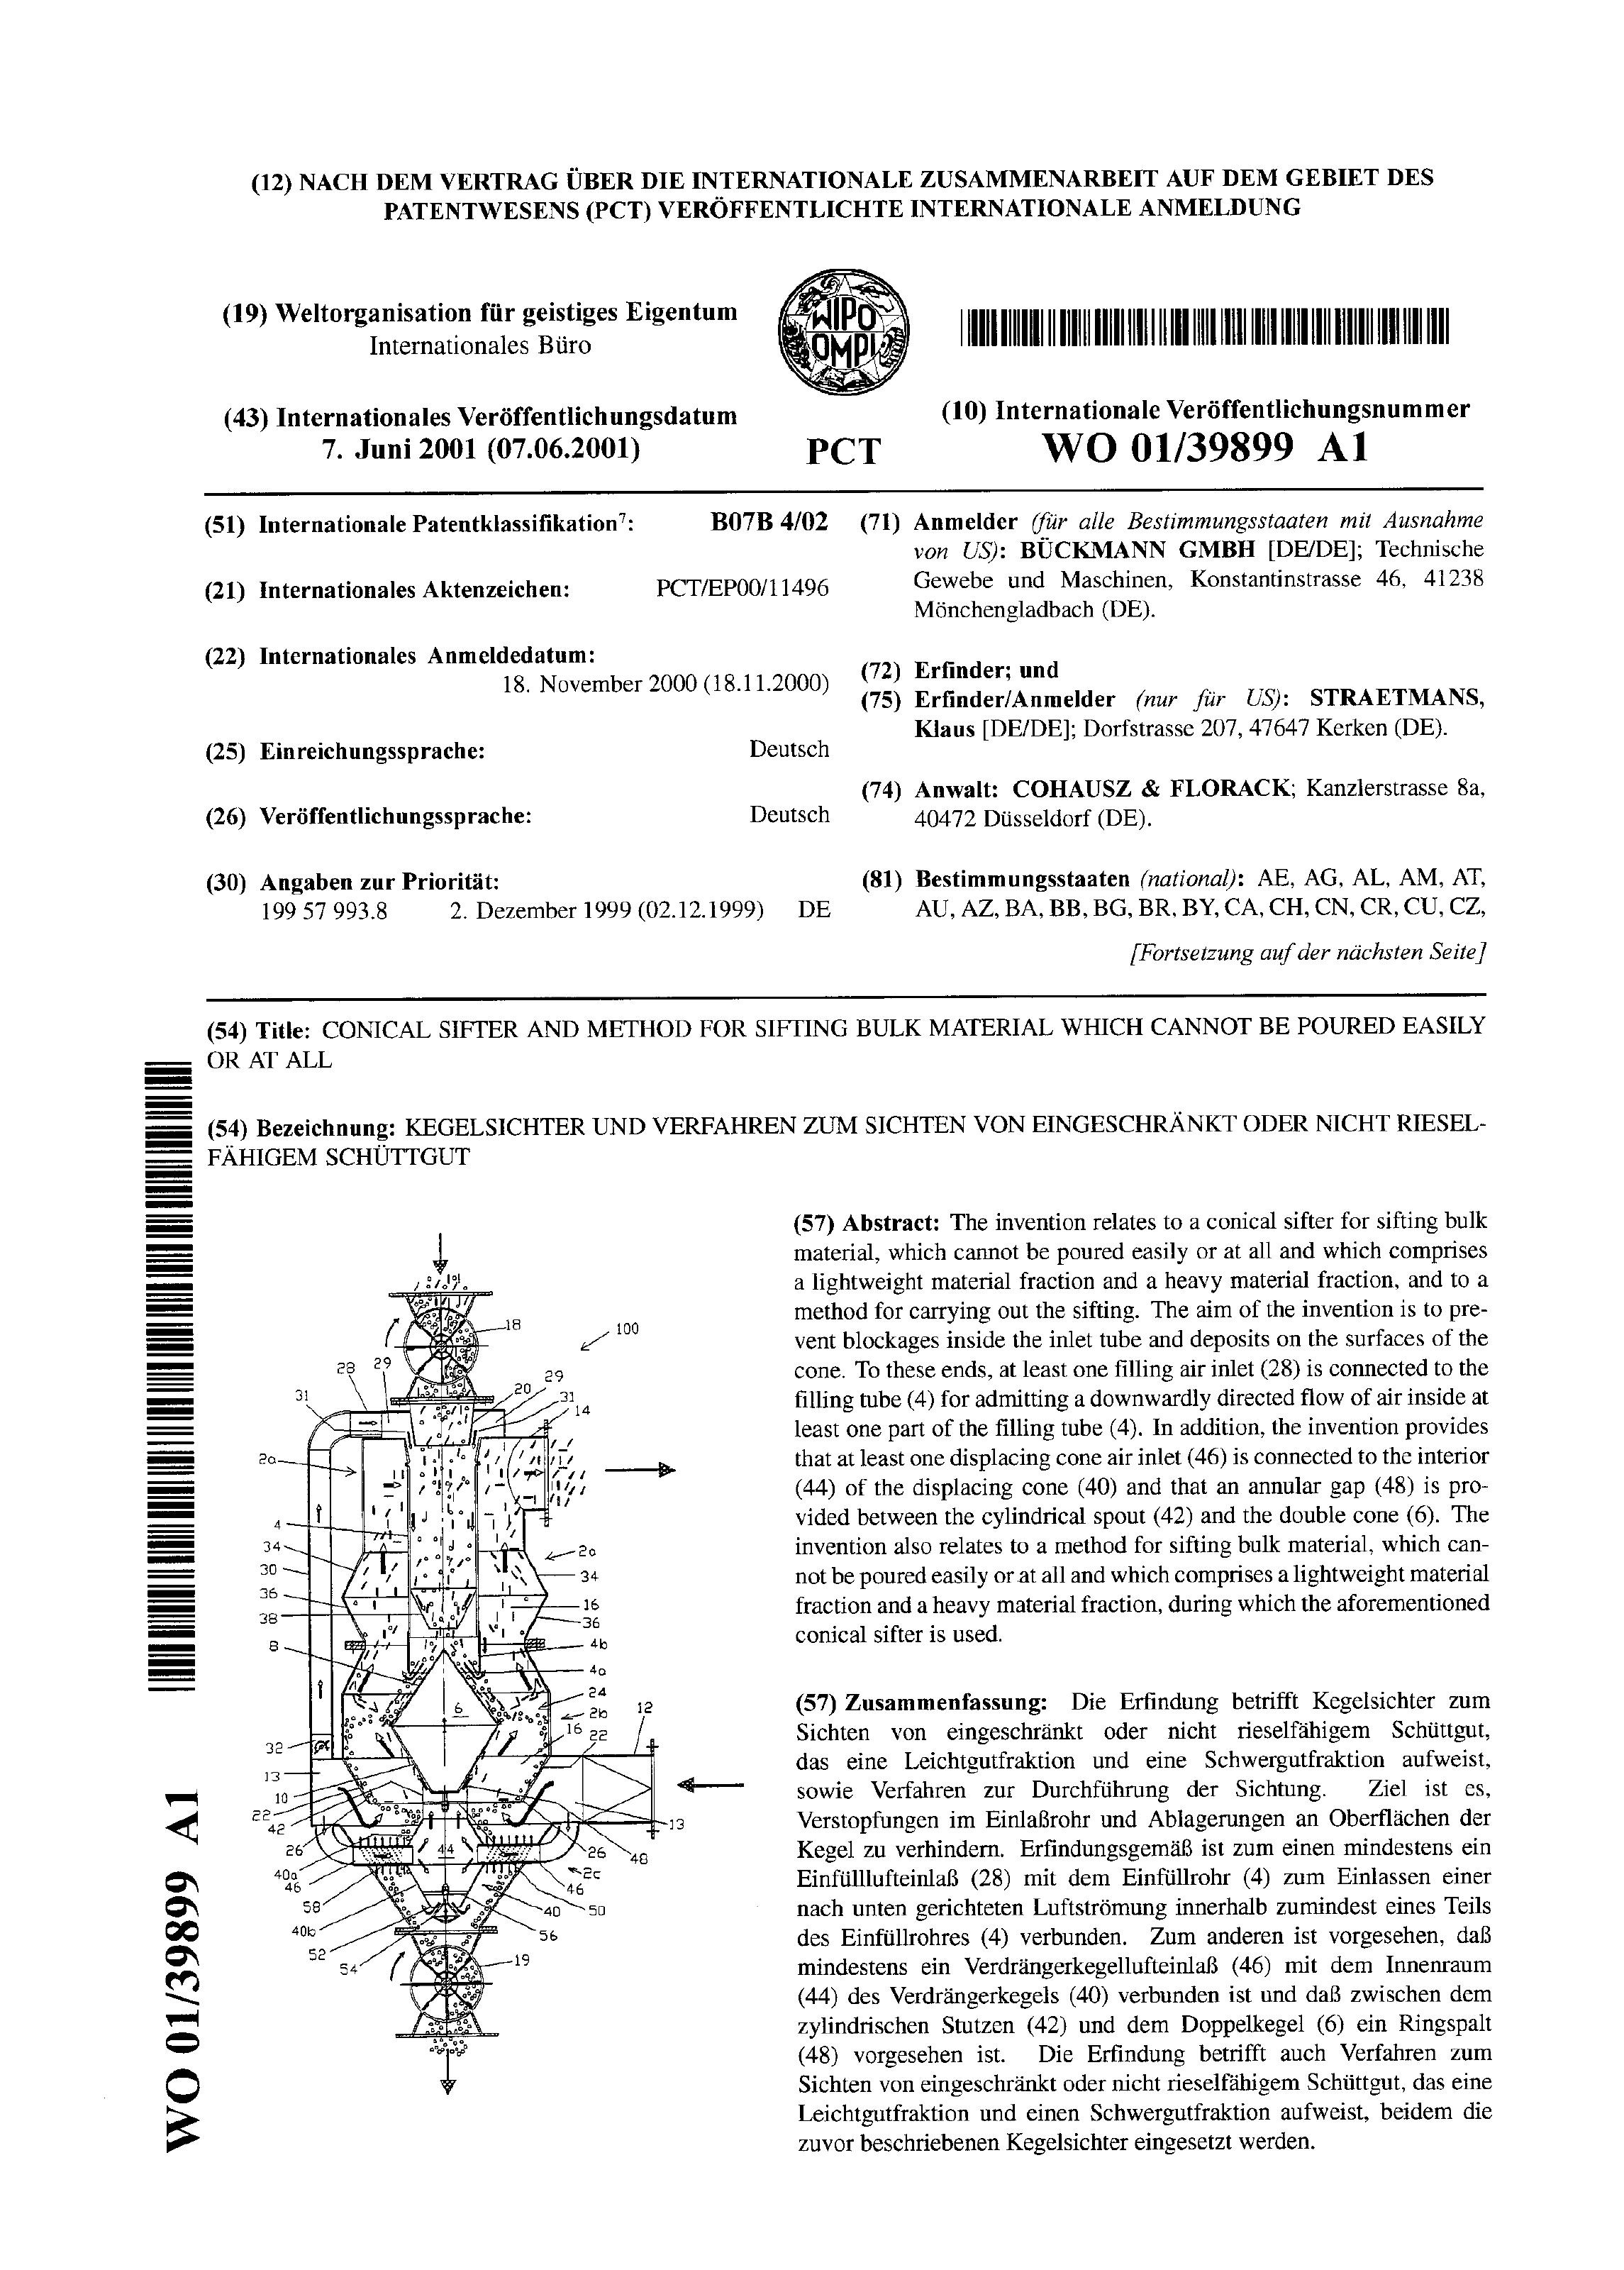 (12) NACH DEM VERTRAG ÜBER DIE INTERNATIONALE ZUSAMMENARBEIT AUF DEM GEBIET DES
PATENTWESENS (PCT) VERÖFFENTLICHTE INTERNATIONALE ANMELDUNG
(19) Weltorganisation für geistiges Eigentum
Internationales Büro
WIPO
OMPI
(43) Internationales Veröffentlichungsdatum
7. Juni 2001 (07.06.2001)
PCT
(10) Internationale Veröffentlichungsnummer
WO 01/39899 A1
(51) Internationale Patentklassifikation⁷: B07B 4/02
(21) Internationales Aktenzeichen: PCT/EP00/11496
(22) Internationales Anmeldedatum:
18. November 2000 (18.11.2000)
(25) Einreichungssprache: Deutsch
(26) Veröffentlichungssprache: Deutsch
(30) Angaben zur Priorität:
199 57 993.8 2. Dezember 1999 (02.12.1999) DE
(71) Anmelder (für alle Bestimmungsstaaten mit Ausnahme
von US): BÜCKMANN GMBH [DE/DE]; Technische
Gewebe und Maschinen, Konstantinstrasse 46, 41238
Mönchengladbach (DE).
(72) Erfinder; und
(75) Erfinder/Anmelder (nur für US): STRAETMANS,
Klaus [DE/DE]; Dorfstrasse 207, 47647 Kerken (DE).
(74) Anwalt: COHAUSZ & FLORACK; Kanzlerstrasse 8a,
40472 Düsseldorf (DE).
(81) Bestimmungsstaaten (national): AE, AG, AL, AM, AT,
AU, AZ, BA, BB, BG, BR, BY, CA, CH, CN, CR, CU, CZ,
[Fortsetzung auf der nächsten Seite]
(54) Title: CONICAL SIFTER AND METHOD FOR SIFTING BULK MATERIAL WHICH CANNOT BE POURED EASILY
OR AT ALL
(54) Bezeichnung: KEGELSICHTER UND VERFAHREN ZUM SICHTEN VON EINGESCHRÄNKT ODER NICHT RIESEL-
FÄHIGEM SCHÜTTGUT
18
100
28 29
29
20
31
31
14
2a
4
34
2a
30
34
36
16
38
36
8
4b
4a
24
6
2b
12
16
22
32
13
10
22
42
13
26
44
26
48
40a
2c
46
46
58
40
50
40b
56
52
54
19
(57) Abstract: The invention relates to a conical sifter for sifting bulk
material, which cannot be poured easily or at all and which comprises
a lightweight material fraction and a heavy material fraction, and to a
method for carrying out the sifting. The aim of the invention is to pre-
vent blockages inside the inlet tube and deposits on the surfaces of the
cone. To these ends, at least one filling air inlet (28) is connected to the
filling tube (4) for admitting a downwardly directed flow of air inside at
least one part of the filling tube (4). In addition, the invention provides
that at least one displacing cone air inlet (46) is connected to the interior
(44) of the displacing cone (40) and that an annular gap (48) is pro-
vided between the cylindrical spout (42) and the double cone (6). The
invention also relates to a method for sifting bulk material, which can-
not be poured easily or at all and which comprises a lightweight material
fraction and a heavy material fraction, during which the aforementioned
conical sifter is used.
(57) Zusammenfassung: Die Erfindung betrifft Kegelsichter zum
Sichten von eingeschränkt oder nicht rieselfähigem Schüttgut,
das eine Leichtgutfraktion und eine Schwergutfraktion aufweist,
sowie Verfahren zur Durchführung der Sichtung. Ziel ist es,
Verstopfungen im Einlaßrohr und Ablagerungen an Oberflächen der
Kegel zu verhindern. Erfindungsgemäß ist zum einen mindestens ein
Einfülllufteinlaß (28) mit dem Einfüllrohr (4) zum Einlassen einer
nach unten gerichteten Luftströmung innerhalb zumindest eines Teils
des Einfüllrohres (4) verbunden. Zum anderen ist vorgesehen, daß
mindestens ein Verdrängerkegellufteinlaß (46) mit dem Innenraum
(44) des Verdrängerkegels (40) verbunden ist und daß zwischen dem
zylindrischen Stutzen (42) und dem Doppelkegel (6) ein Ringspalt
(48) vorgesehen ist. Die Erfindung betrifft auch Verfahren zum
Sichten von eingeschränkt oder nicht rieselfähigem Schüttgut, das eine
Leichtgutfraktion und einen Schwergutfraktion aufweist, beidem die
zuvor beschriebenen Kegelsichter eingesetzt werden.
WO 01/39899 A1